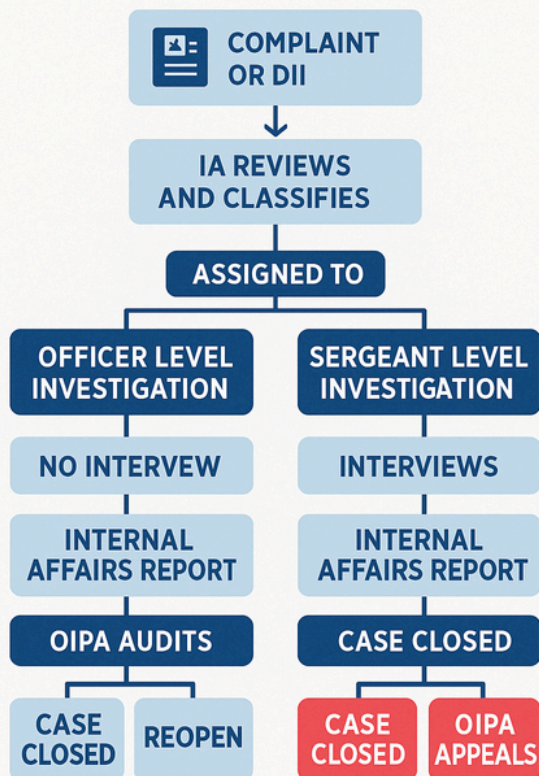 COMPLAINT
OR DII
IA REVIEWS
AND CLASSIFIES
ASSIGNED TO
OFFICER LEVEL
INVESTIGATION
SERGEANT LEVEL
INVESTIGATION
NO INTERVEW
INTERVIEWS
INTERNAL
AFFAIRS REPORT
INTERNAL
AFFAIRS REPORT
OIPA AUDITS
CASE CLOSED
CASE
CLOSED
REOPEN
CASE
CLOSED
OIPA
APPEALS